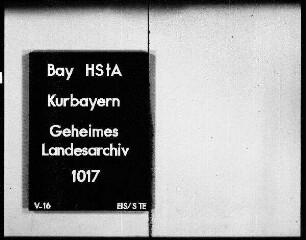 Bay HStA
Kurbayern
Geheimes
Landesarchiv
1017
V-16 EIS/STE